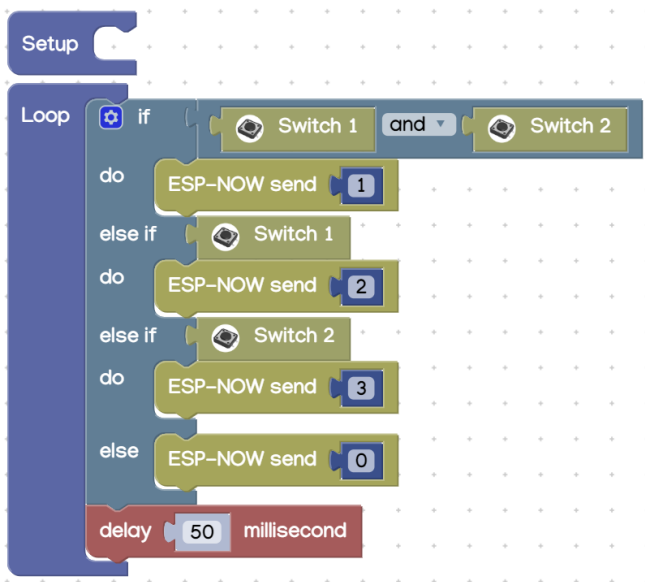 Setup
Loop
if Switch 1 and Switch 2
do ESP-NOW send 1
else if Switch 1
do ESP-NOW send 2
else if Switch 2
do ESP-NOW send 3
else ESP-NOW send 0
delay 50 millisecond